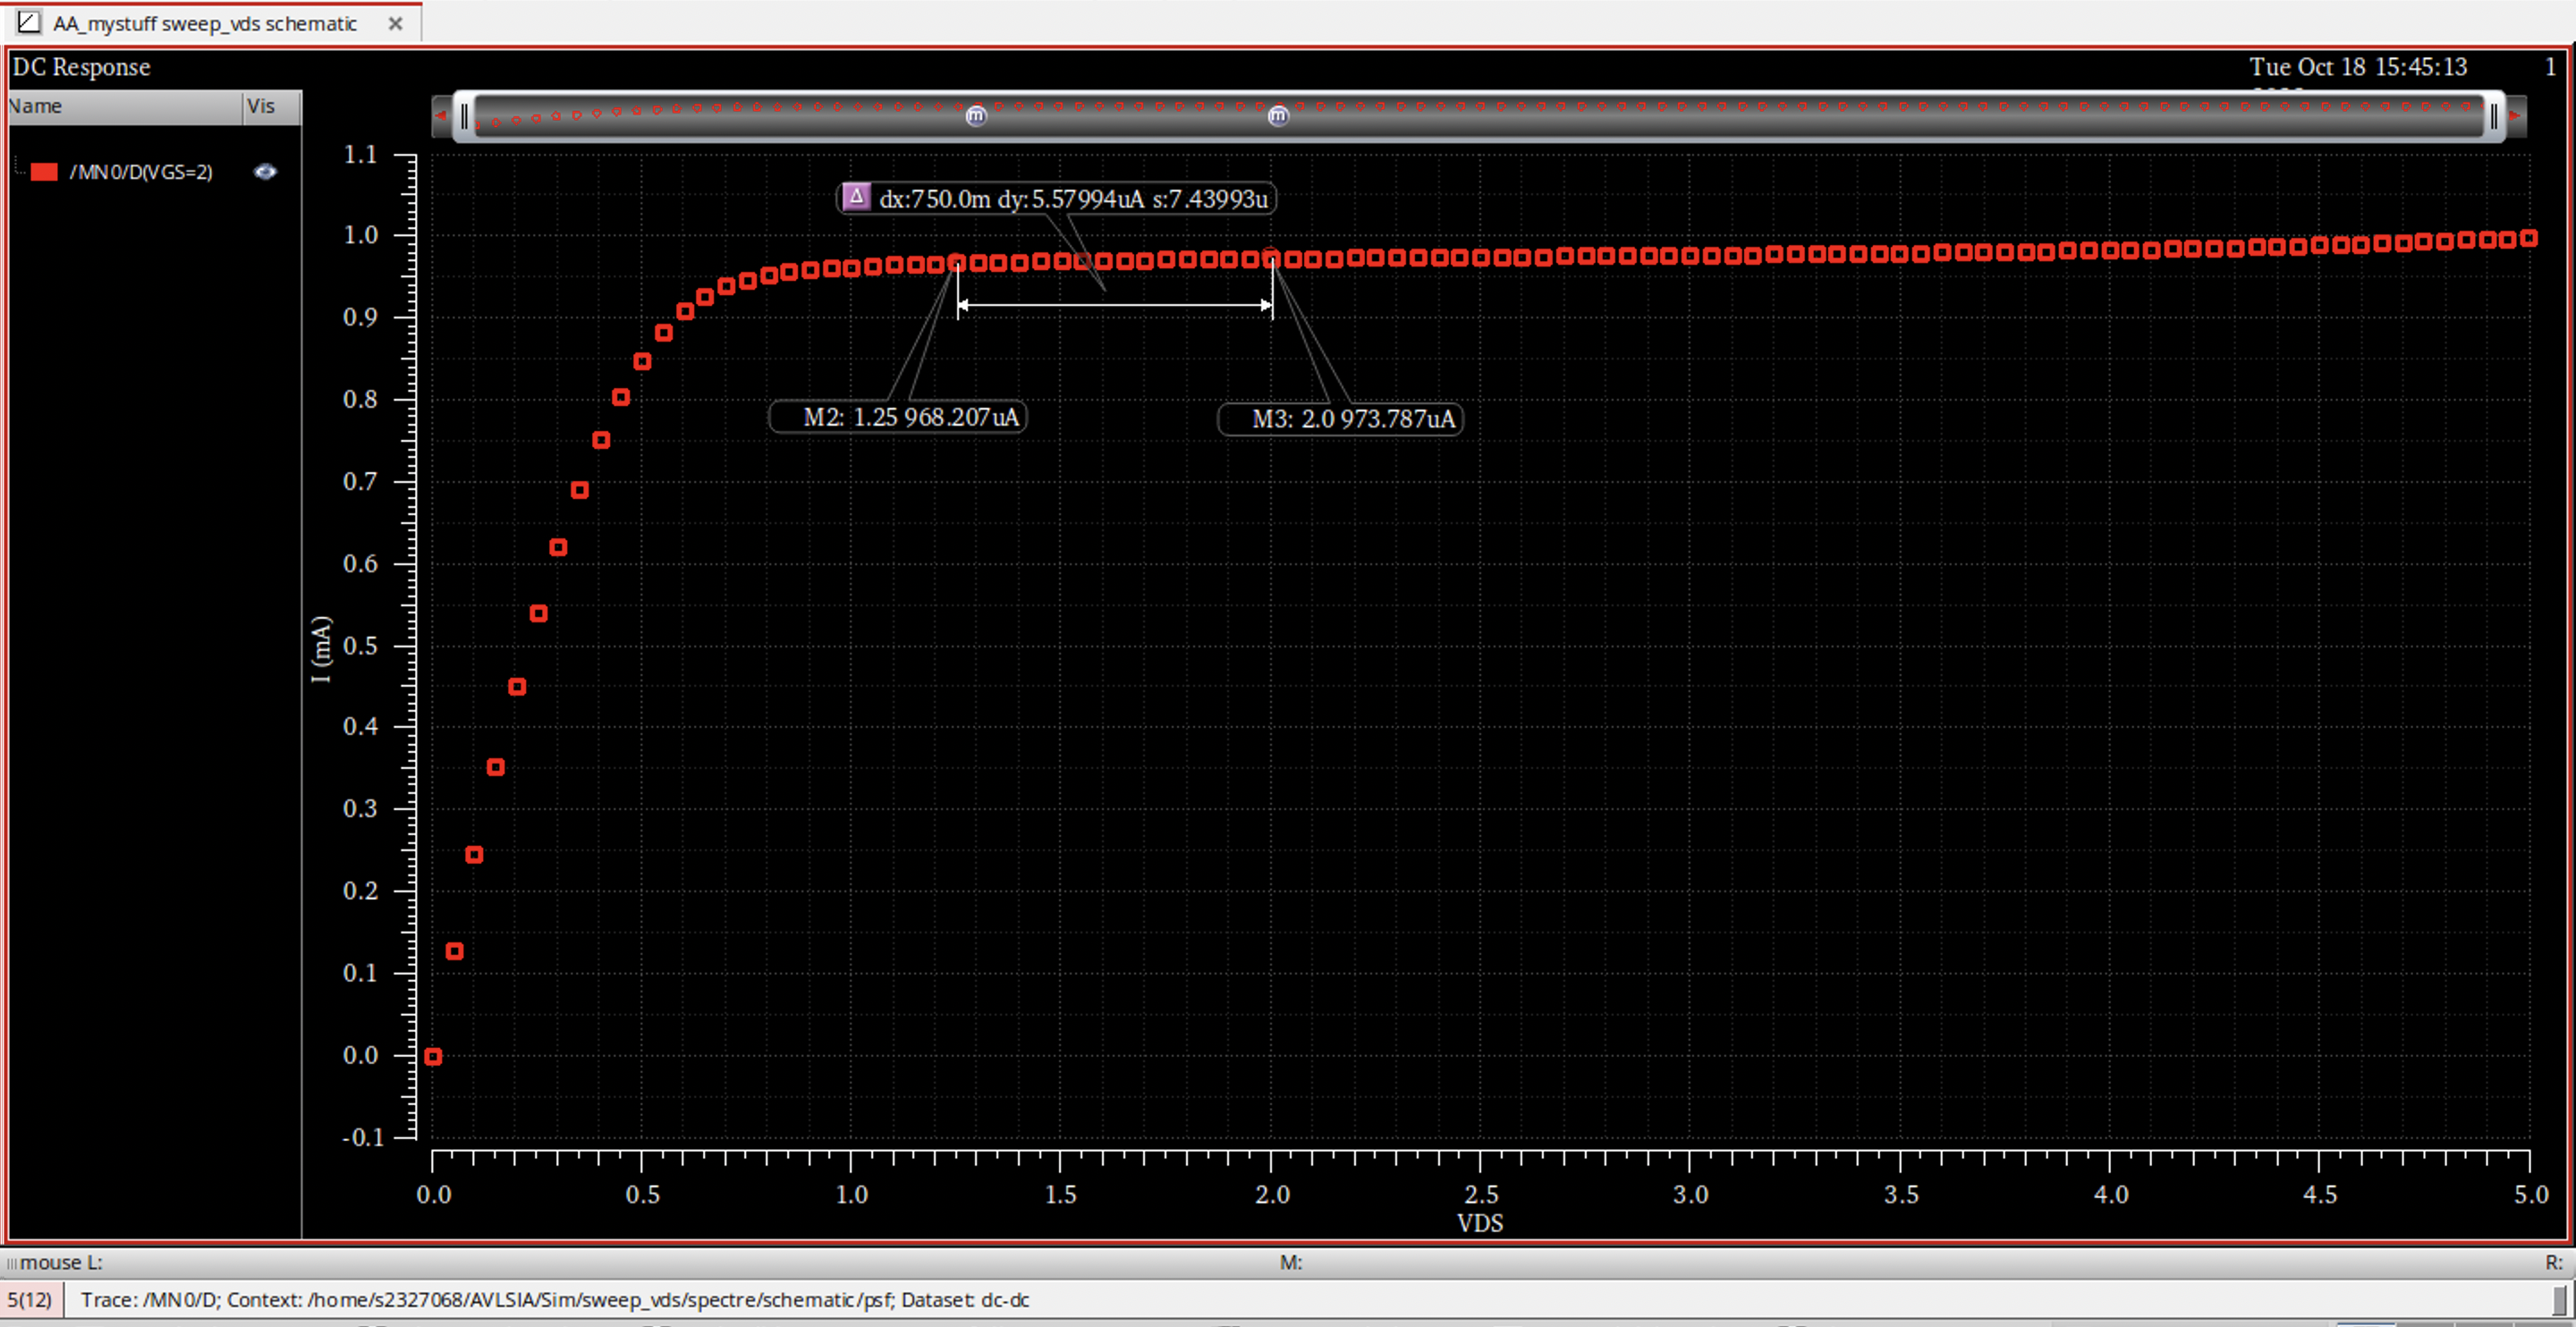 AA_mystuff sweep_vds schematic
DC Response
Tue Oct 18 15:45:13
1
Name Vis
/MN0/D(VGS=2)
m m
1.1
1.0
0.9
0.8
0.7
0.6
0.5
0.4
0.3
0.2
0.1
0.0
-0.1
I (mA)
Δ dx:750.0m dy:5.57994uA s:7.43993u
M2: 1.25 968.207uA
M3: 2.0 973.787uA
0.0 0.5 1.0 1.5 2.0 2.5 3.0 3.5 4.0 4.5 5.0
VDS
mouse L: M: R:
5(12) Trace: /MN0/D; Context: /home/s2327068/AVLSIA/Sim/sweep_vds/spectre/schematic/psf; Dataset: dc-dc